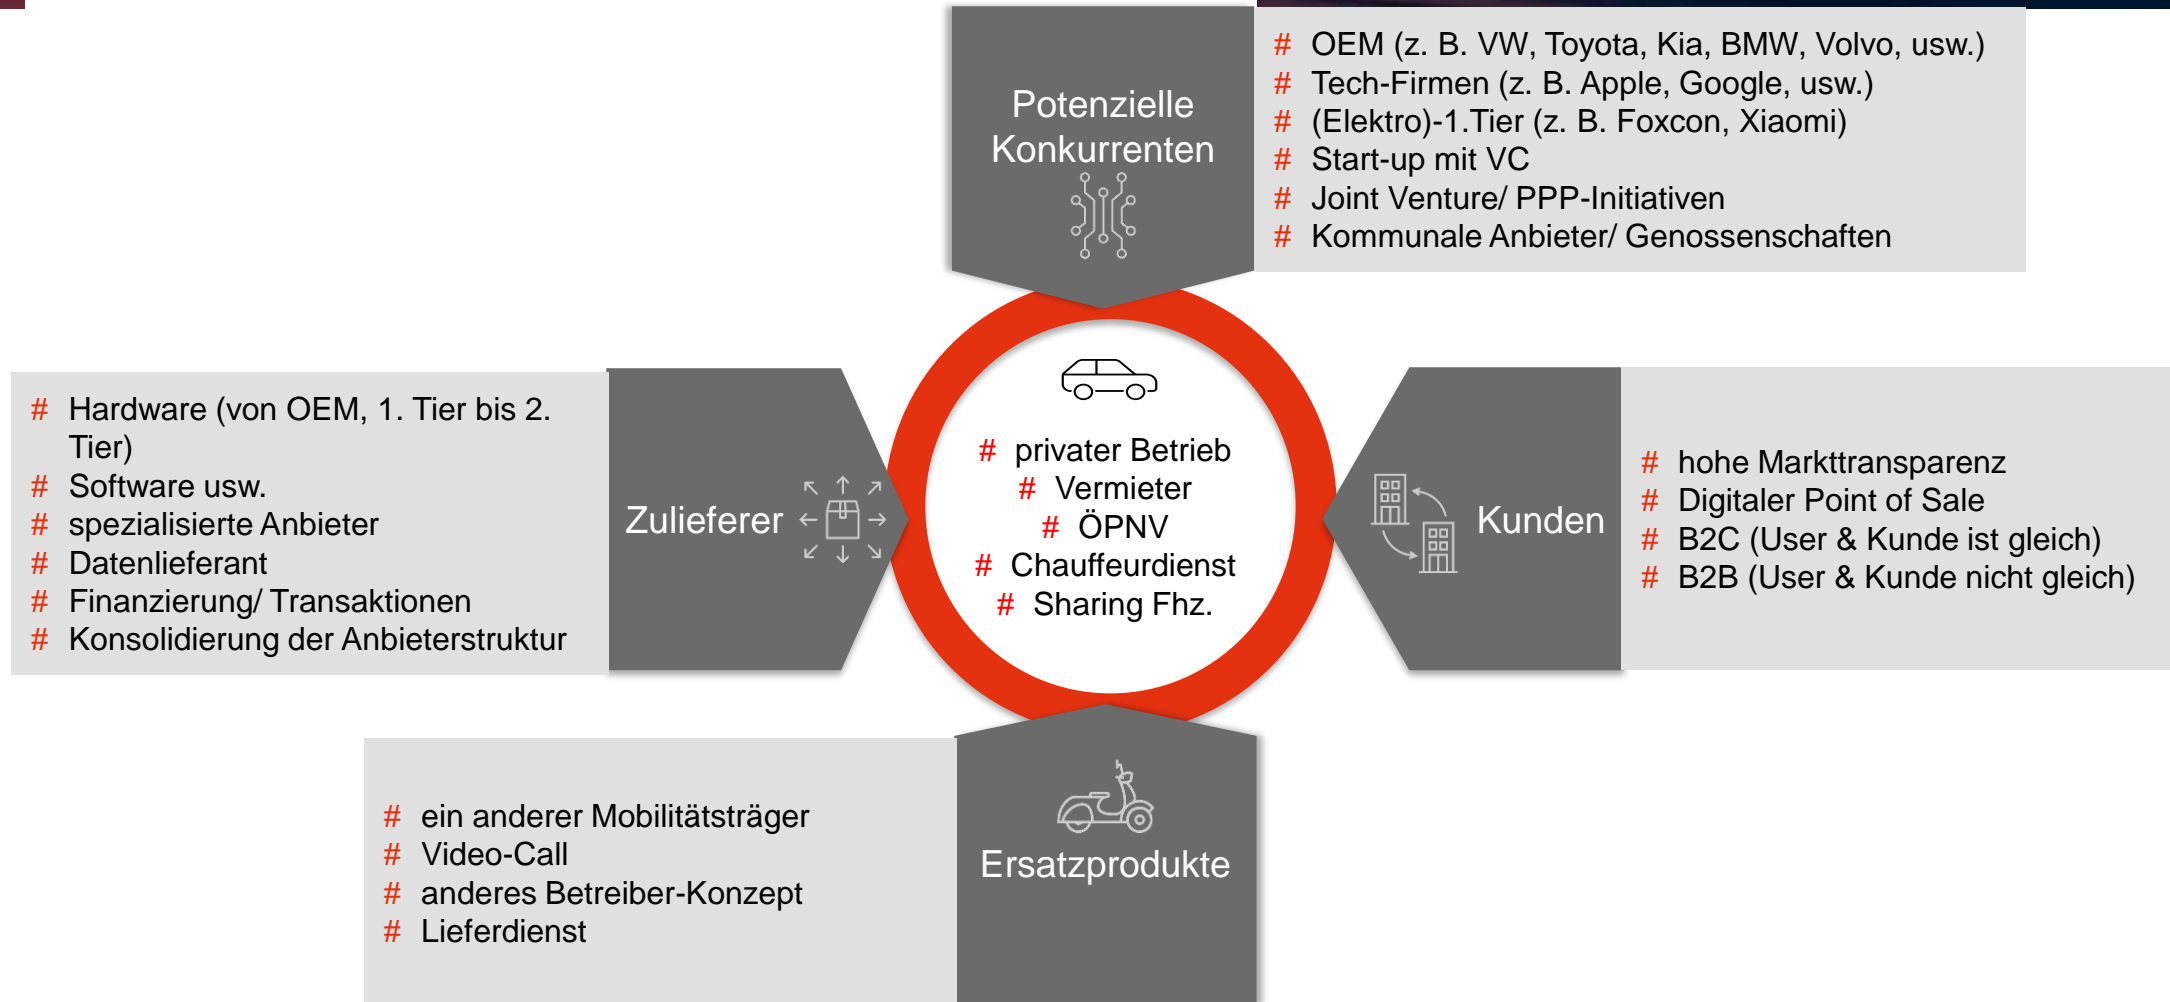 Potenzielle
Konkurrenten
# OEM (z. B. VW, Toyota, Kia, BMW, Volvo, usw.)
# Tech-Firmen (z. B. Apple, Google, usw.)
# (Elektro)-1.Tier (z. B. Foxcon, Xiaomi)
# Start-up mit VC
# Joint Venture/ PPP-Initiativen
# Kommunale Anbieter/ Genossenschaften
# Hardware (von OEM, 1. Tier bis 2.
Tier)
# Software usw.
# spezialisierte Anbieter
# Datenlieferant
# Finanzierung/ Transaktionen
# Konsolidierung der Anbieterstruktur
Zulieferer
# privater Betrieb
# Vermieter
# ÖPNV
# Chauffeurdienst
# Sharing Fhz.
Kunden
# hohe Markttransparenz
# Digitaler Point of Sale
# B2C (User & Kunde ist gleich)
# B2B (User & Kunde nicht gleich)
# ein anderer Mobilitätsträger
# Video-Call
# anderes Betreiber-Konzept
# Lieferdienst
Ersatzprodukte